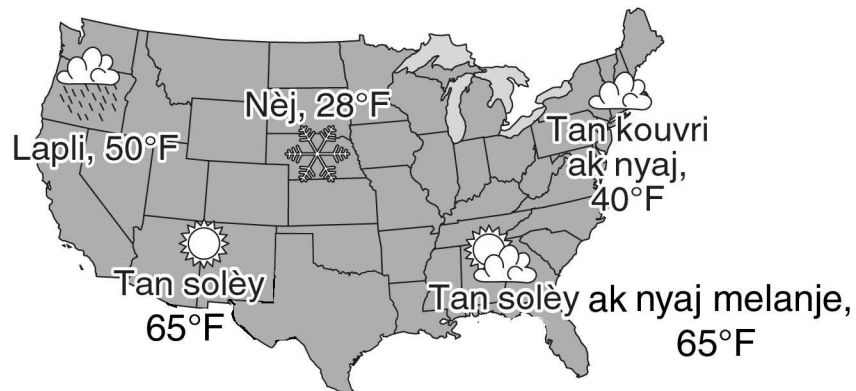 Nèj, 28°F
Lapli, 50°F
Tan kouvri
ak nyaj,
40°F
Tan solèy
65°F
Tan solèy ak nyaj melanje,
65°F